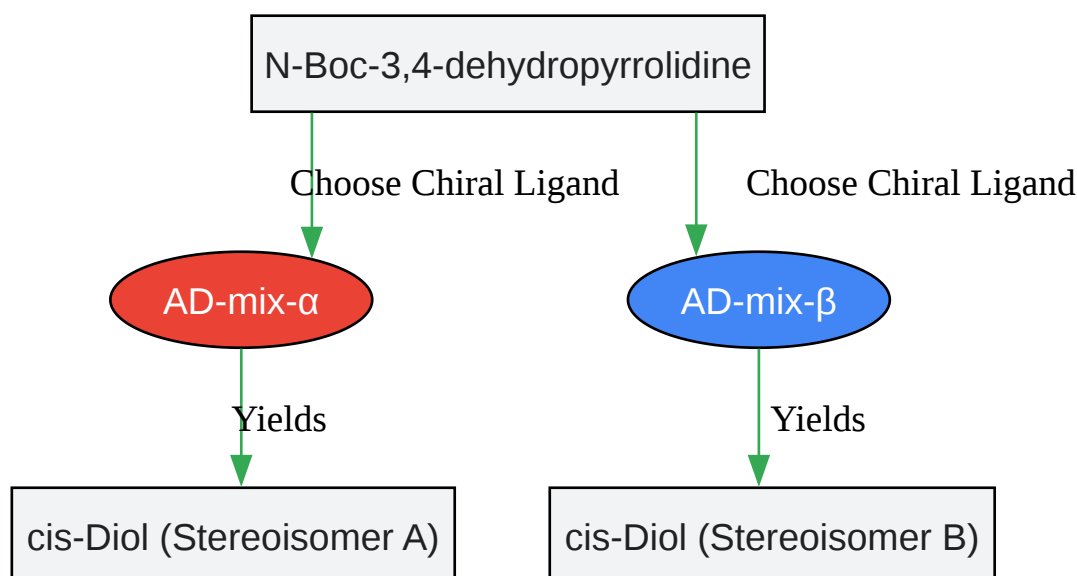 N-Boc-3,4-dehydropyrrolidine
Choose Chiral Ligand
Choose Chiral Ligand
AD-mix-α
AD-mix-β
Yields
Yields
cis-Diol (Stereoisomer A)
cis-Diol (Stereoisomer B)